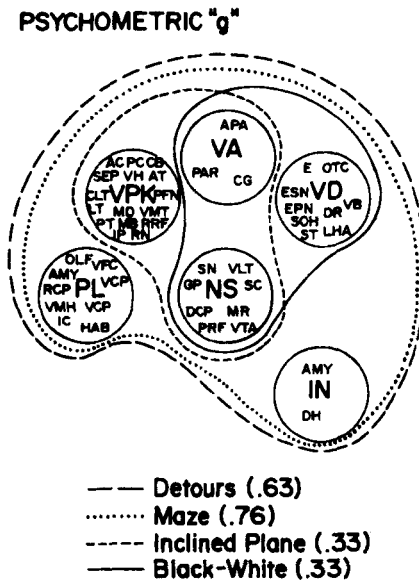 PSYCHOMETRIC "g"
APA
VA
PAR
CG
AC PC CB
SEP VH AT
CLT VPK PFN
LT
MD VMT
PT MB PRF
IP RN
E OTC
ESN VD
EPN DR VB
SCH
ST LHA
OLF VFC
AMY
RCP PL VCP
VMH VCP
IC
HAB
SN VLT
GP NS SC
DCP MR
PRF VTA
AMY
IN
DH
Detours (.63)
Maze (.76)
Inclined Plane (.33)
Black-White (.33)